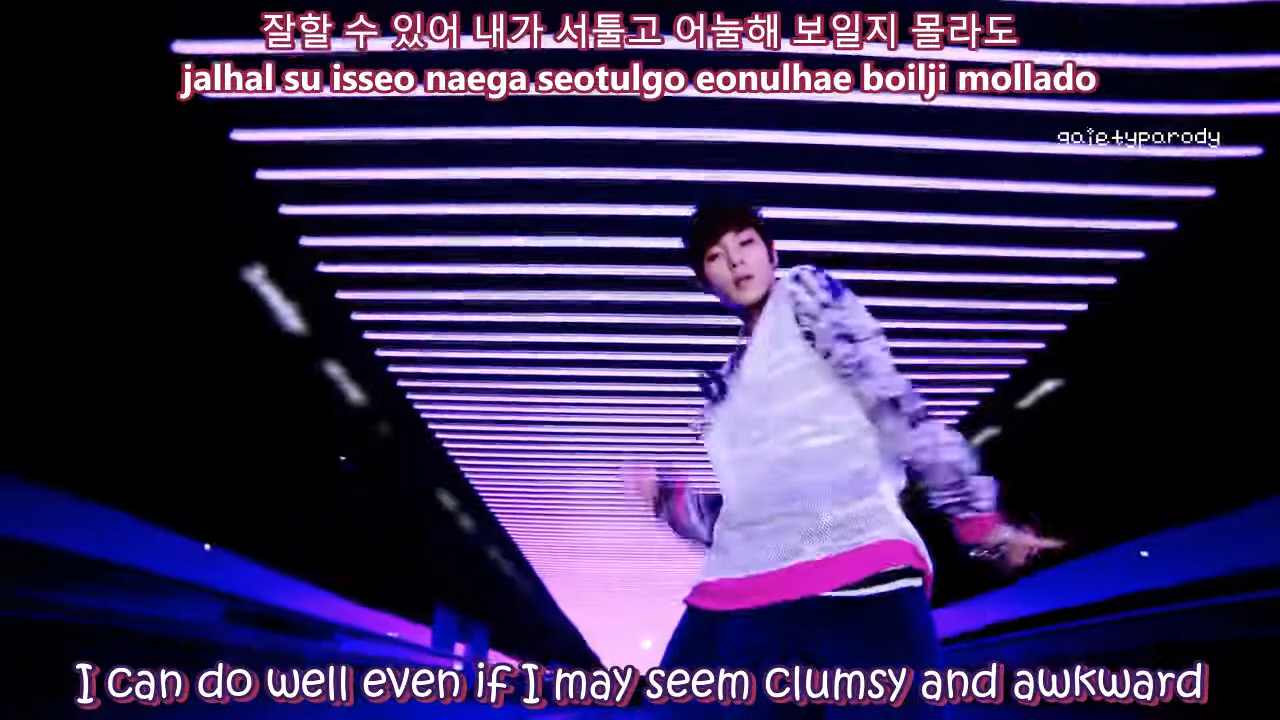 잘할 수 있어 내가 서툴고 어눌해 보일지 몰라도
jalhal su isseo naega seotulgo eonulhae boilji mollado
gaietyparody
I can do well even if I may seem clumsy and awkward